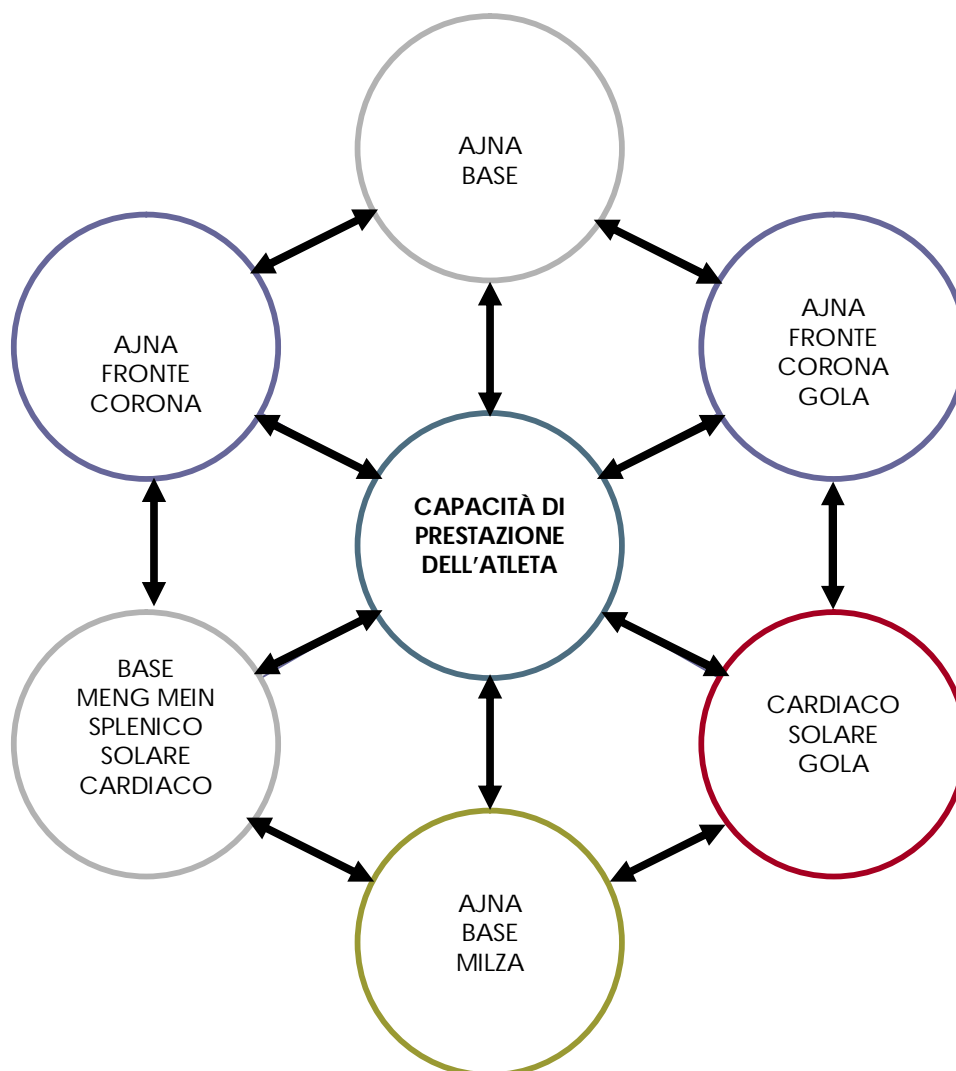 AJNA
BASE
AJNA
FRONTE
CORONA
AJNA
FRONTE
CORONA
GOLA
CAPACITÀ DI
PRESTAZIONE
DELL'ATLETA
BASE
MENG MEIN
SPLENICO
SOLARE
CARDIACO
CARDIACO
SOLARE
GOLA
AJNA
BASE
MILZA